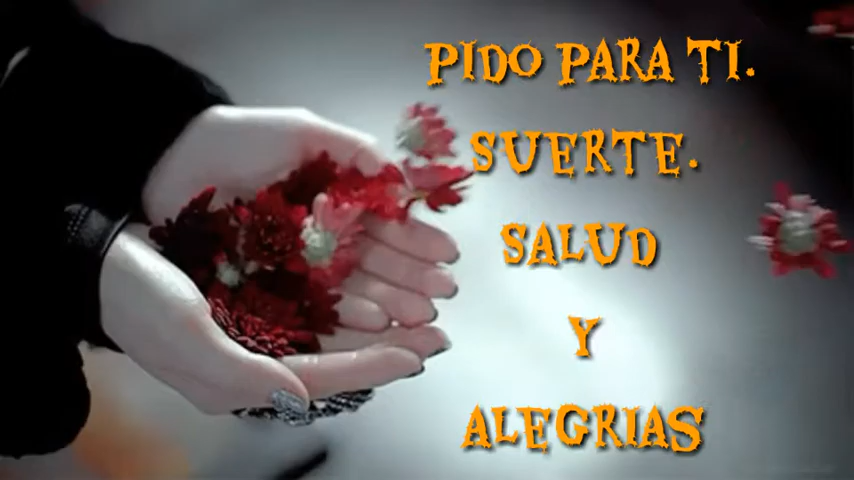 PIDO PARA TI.
SUERTE.
SALUD
Y
ALEGRIAS